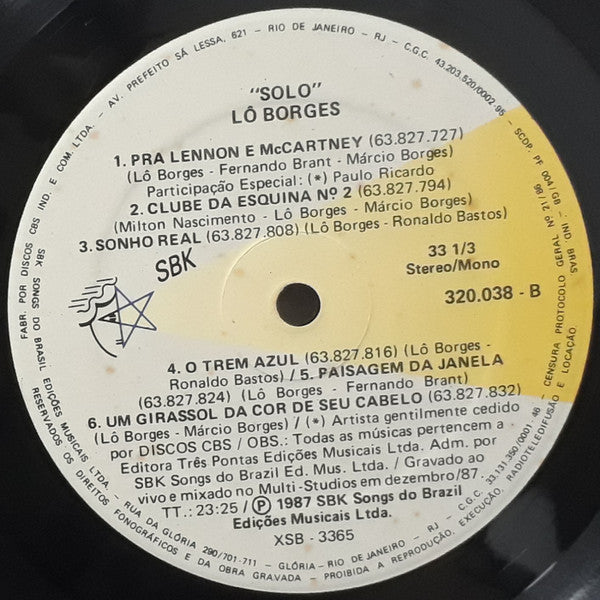 "SOLO"
LÔ BORGES
1. PRA LENNON E McCARTNEY (63.827.727)
(Lô Borges - Fernando Brant - Márcio Borges)
Participação Especial: (*) Paulo Ricardo
2. CLUBE DA ESQUINA Nº 2 (63.827.794)
(Milton Nascimento - Lô Borges - Márcio Borges)
3. SONHO REAL (63.827.808) (Lô Borges - Ronaldo Bastos)
SBK
33 1/3
Stereo/Mono
320.038 - B
4. O TREM AZUL (63.827.816) (Lô Borges -
Ronaldo Bastos) / 5. PAISAGEM DA JANELA
(63.827.824) (Lô Borges - Fernando Brant)
6. UM GIRASSOL DA COR DE SEU CABELO (63.827.832)
(Lô Borges - Márcio Borges) / (*) Artista gentilmente cedido
por DISCOS CBS / OBS.: Todas as músicas pertencem a
Editora Três Pontas Edições Musicais Ltda. Adm. por
SBK Songs do Brazil Ed. Mus. Ltda. / Gravado ao
vivo e mixado no Multi-Studios em dezembro/87
TT.: 23:25 / Ⓟ 1987 SBK Songs do Brazil
Edições Musicais Ltda.
XSB - 3365
FABR. POR DISCOS CBS IND. E COM. LTDA. - AV. PREFEITO SÁ LESSA, 621 - RIO DE JANEIRO - RJ - C.G.C. 43.203.520/0002-95 - SCDP. PF IND. BRAS
SBK SONGS DO BRASIL EDIÇÕES MUSICAIS LTDA. - RUA DA GLÓRIA 290/701-711 - GLÓRIA - RIO DE JANEIRO - RJ - C.G.C. 33.131.350/0001-46 - CENSURA PROTOCOLO GERAL Nº 21/86
RESERVADOS OS DIREITOS FONOGRÁFICOS E DA OBRA GRAVADA - PROIBIDA A REPRODUÇÃO, EXECUÇÃO, RADIOTELEDIFUSÃO E LOCAÇÃO.